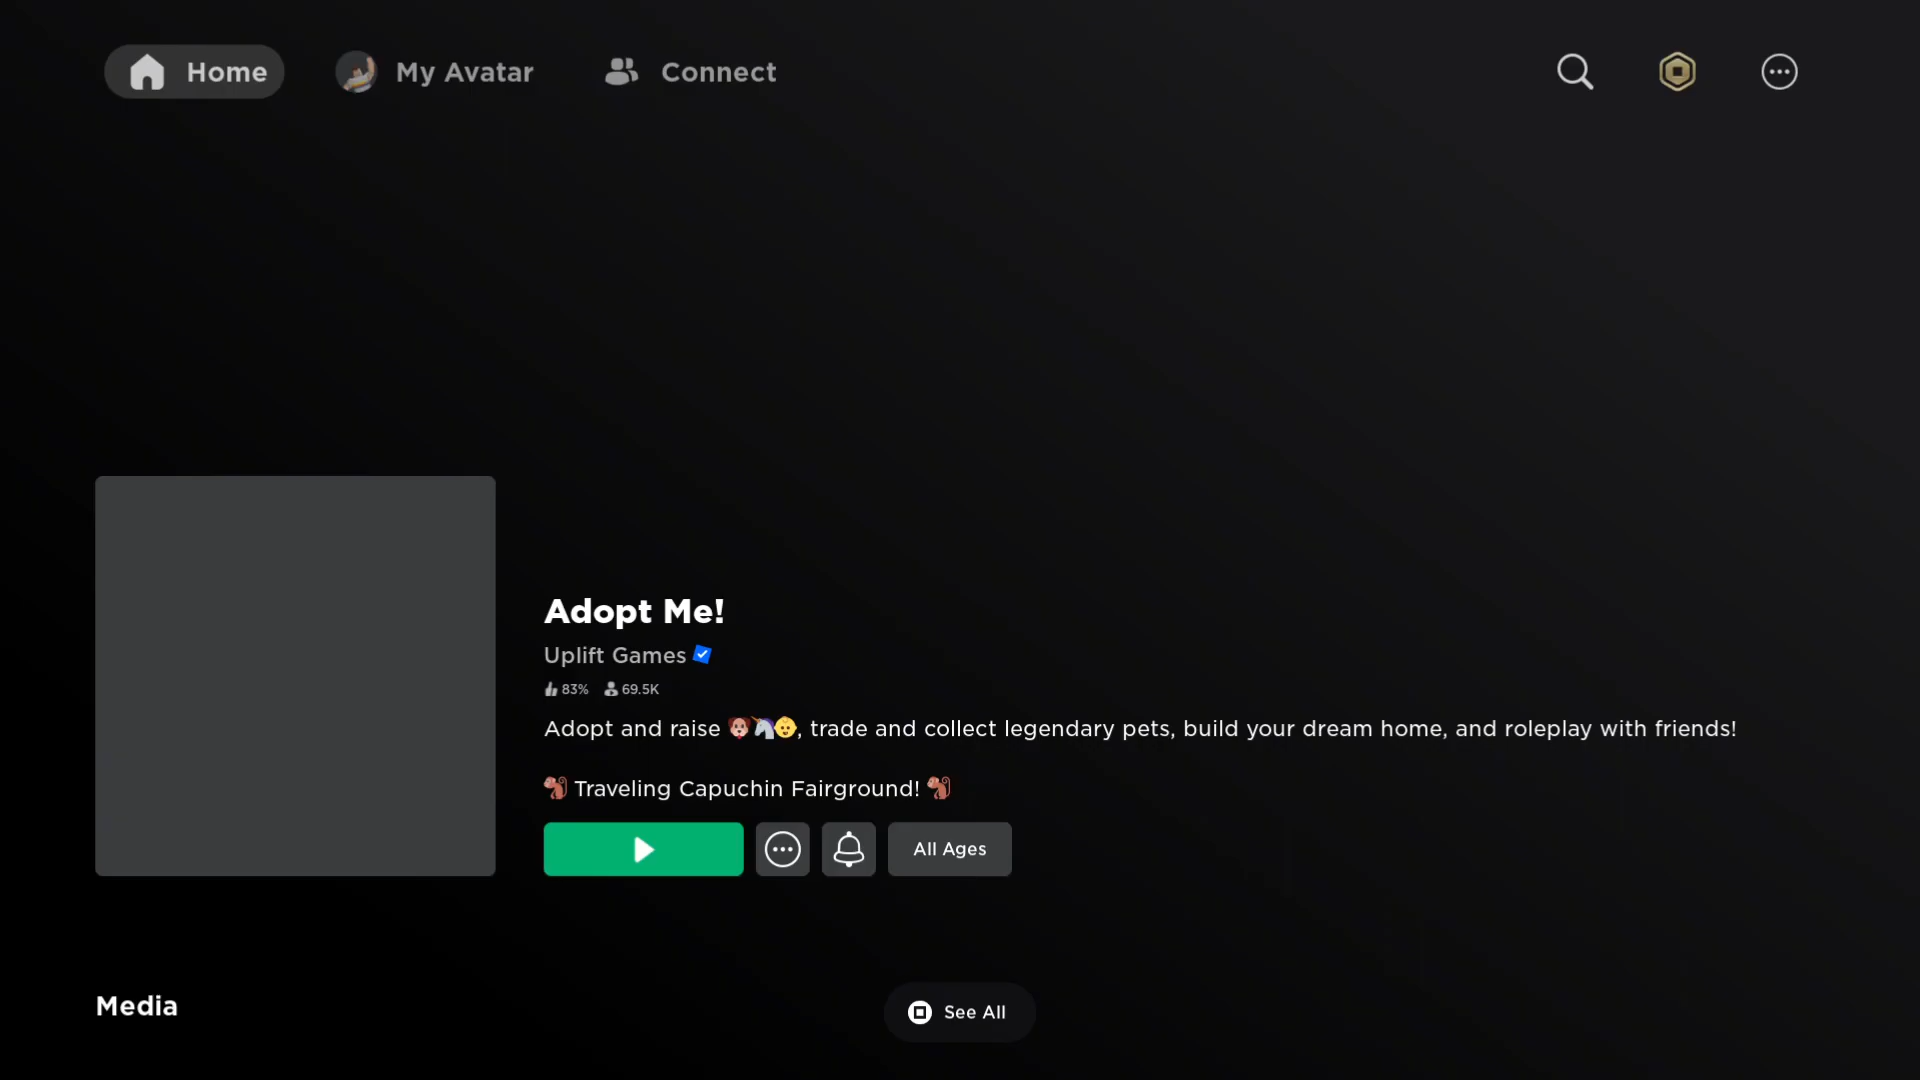 Home
My Avatar
Connect
Adopt Me!
Uplift Games
83% 69.5K
Adopt and raise 🐶🦄👶, trade and collect legendary pets, build your dream home, and roleplay with friends!
🐒 Traveling Capuchin Fairground! 🐒
All Ages
Media
See All